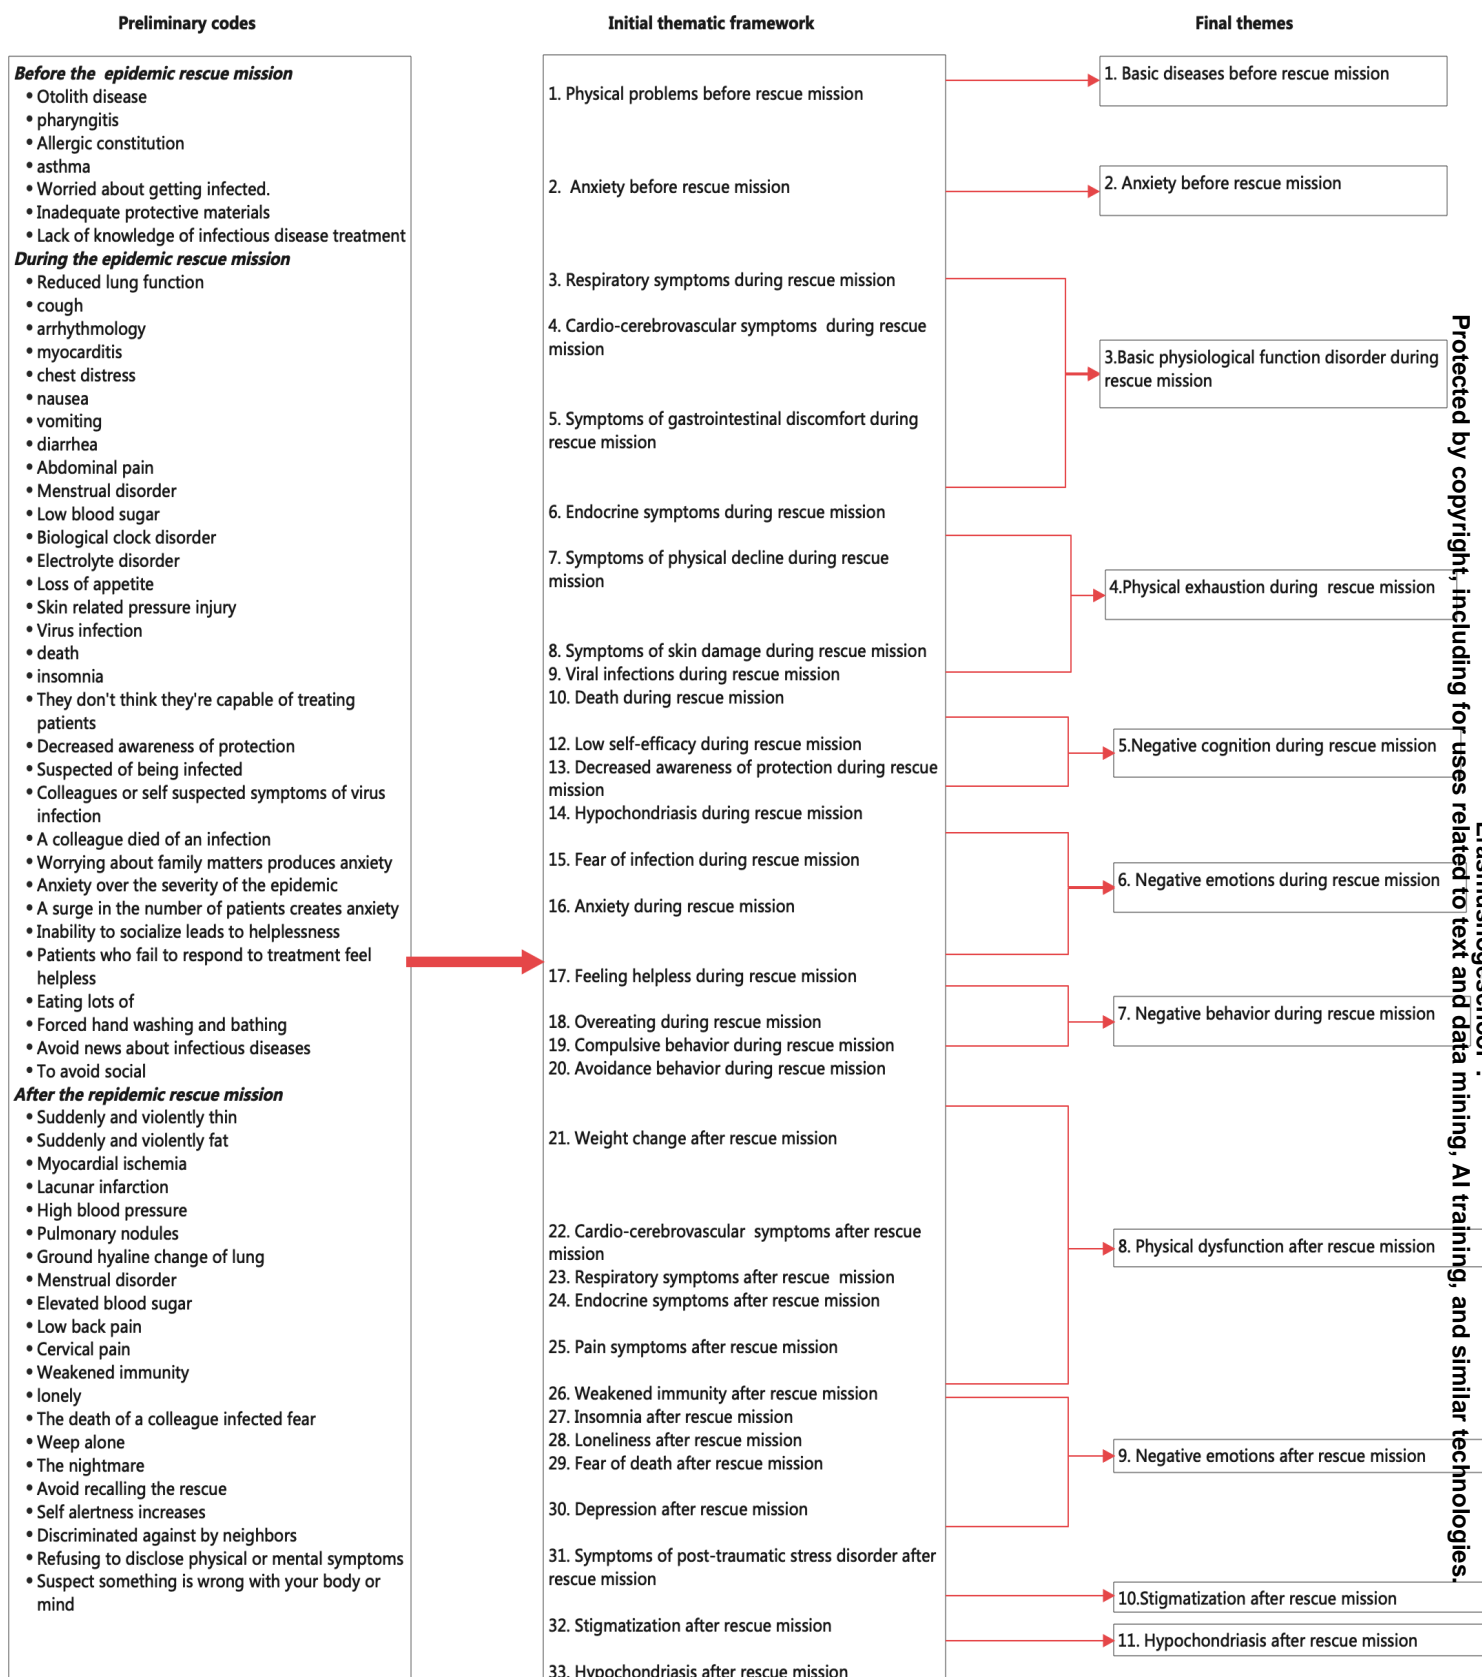 Preliminary codes
Before the epidemic rescue mission
• Otolith disease
• pharyngitis
• Allergic constitution
• asthma
• Worried about getting infected.
• Inadequate protective materials
• Lack of knowledge of infectious disease treatment
During the epidemic rescue mission
• Reduced lung function
• cough
• arrhythmology
• myocarditis
• chest distress
• nausea
• vomiting
• diarrhea
• Abdominal pain
• Menstrual disorder
• Low blood sugar
• Biological clock disorder
• Electrolyte disorder
• Loss of appetite
• Skin related pressure injury
• Virus infection
• death
• insomnia
• They don't think they're capable of treating
patients
• Decreased awareness of protection
• Suspected of being infected
• Colleagues or self suspected symptoms of virus
infection
• A colleague died of an infection
• Worrying about family matters produces anxiety
• Anxiety over the severity of the epidemic
• A surge in the number of patients creates anxiety
• Inability to socialize leads to helplessness
• Patients who fail to respond to treatment feel
helpless
• Eating lots of
• Forced hand washing and bathing
• Avoid news about infectious diseases
• To avoid social
After the repidemic rescue mission
• Suddenly and violently thin
• Suddenly and violently fat
• Myocardial ischemia
• Lacunar infarction
• High blood pressure
• Pulmonary nodules
• Ground hyaline change of lung
• Menstrual disorder
• Elevated blood sugar
• Low back pain
• Cervical pain
• Weakened immunity
• lonely
• The death of a colleague infected fear
• Weep alone
• The nightmare
• Avoid recalling the rescue
• Self alertness increases
• Discriminated against by neighbors
• Refusing to disclose physical or mental symptoms
• Suspect something is wrong with your body or
mind
Initial thematic framework
1. Physical problems before rescue mission
2. Anxiety before rescue mission
3. Respiratory symptoms during rescue mission
4. Cardio-cerebrovascular symptoms during rescue
mission
5. Symptoms of gastrointestinal discomfort during
rescue mission
6. Endocrine symptoms during rescue mission
7. Symptoms of physical decline during rescue
mission
8. Symptoms of skin damage during rescue mission
9. Viral infections during rescue mission
10. Death during rescue mission
12. Low self-efficacy during rescue mission
13. Decreased awareness of protection during rescue
mission
14. Hypochondriasis during rescue mission
15. Fear of infection during rescue mission
16. Anxiety during rescue mission
17. Feeling helpless during rescue mission
18. Overeating during rescue mission
19. Compulsive behavior during rescue mission
20. Avoidance behavior during rescue mission
21. Weight change after rescue mission
22. Cardio-cerebrovascular symptoms after rescue
mission
23. Respiratory symptoms after rescue mission
24. Endocrine symptoms after rescue mission
25. Pain symptoms after rescue mission
26. Weakened immunity after rescue mission
27. Insomnia after rescue mission
28. Loneliness after rescue mission
29. Fear of death after rescue mission
30. Depression after rescue mission
31. Symptoms of post-traumatic stress disorder after
rescue mission
32. Stigmatization after rescue mission
33. Hypochondriasis after rescue mission
Final themes
1. Basic diseases before rescue mission
2. Anxiety before rescue mission
3.Basic physiological function disorder during
rescue mission
4.Physical exhaustion during rescue mission
5.Negative cognition during rescue mission
6. Negative emotions during rescue mission
7. Negative behavior during rescue mission
8. Physical dysfunction after rescue mission
9. Negative emotions after rescue mission
10.Stigmatization after rescue mission
11. Hypochondriasis after rescue mission
Protected by copyright, including for uses related to text and data mining, AI training, and similar technologies.